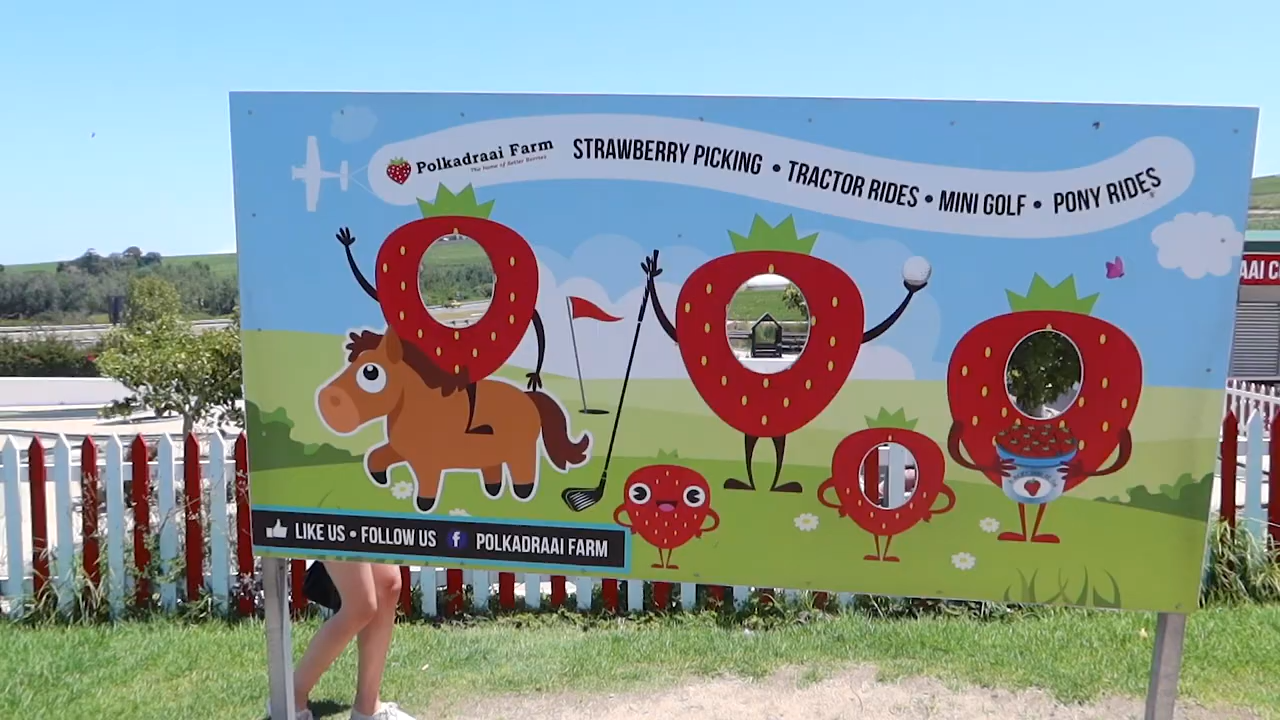 Polkadraai Farm
The home of Better Berries
STRAWBERRY PICKING • TRACTOR RIDES • MINI GOLF • PONY RIDES
AAI C
LIKE US • FOLLOW US f POLKADRAAI FARM